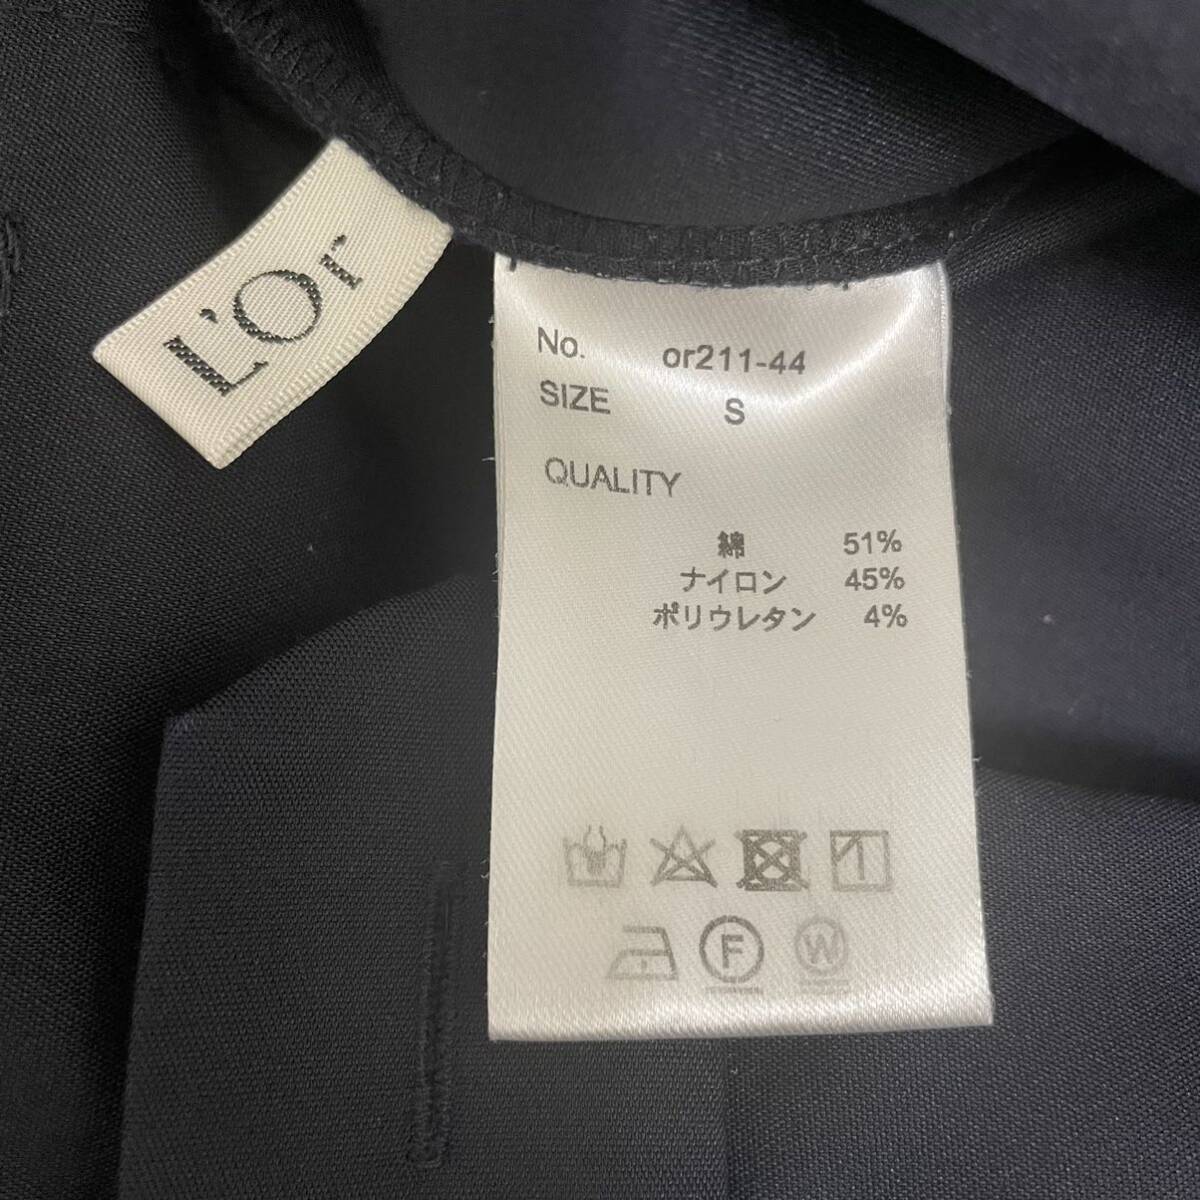 L'Or
No. or211-44
SIZE S
QUALITY
綿 51%
ナイロン 45%
ポリウレタン 4%
F
W